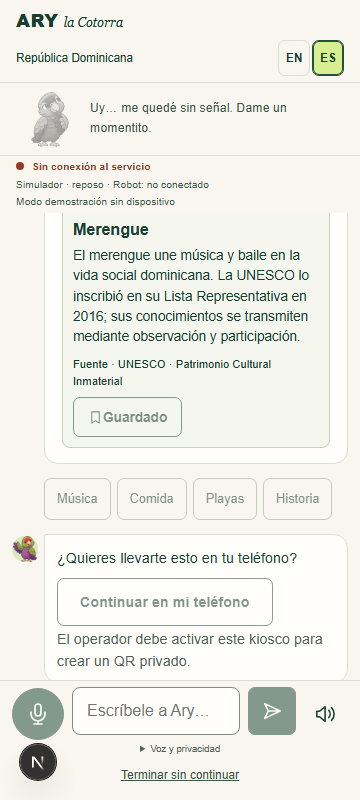 ARY la Cotorra
República Dominicana
EN
ES
Uy… me quedé sin señal. Dame un
momentito.
Sin conexión al servicio
Simulador · reposo · Robot: no conectado
Modo demostración sin dispositivo
Merengue
El merengue une música y baile en la
vida social dominicana. La UNESCO lo
inscribió en su Lista Representativa en
2016; sus conocimientos se transmiten
mediante observación y participación.
Fuente · UNESCO · Patrimonio Cultural
Inmaterial
Guardado
Música
Comida
Playas
Historia
¿Quieres llevarte esto en tu teléfono?
Continuar en mi teléfono
El operador debe activar este kiosco para
crear un QR privado.
Escríbele a Ary…
N
Voz y privacidad
Terminar sin continuar